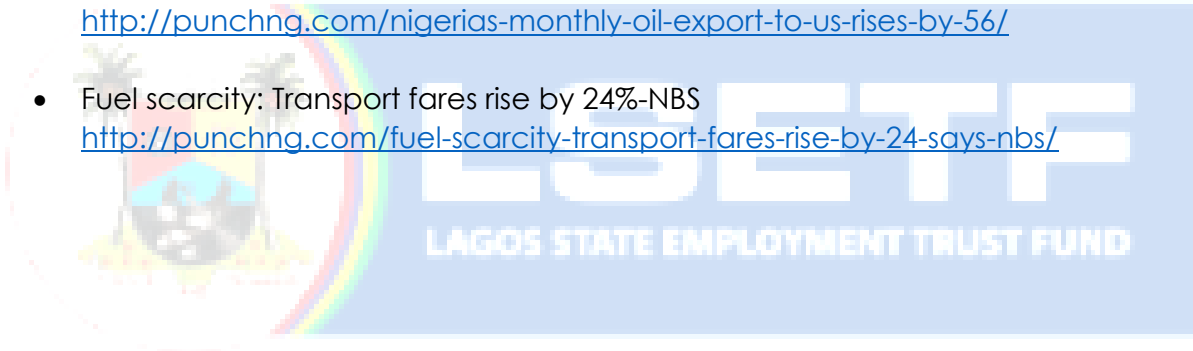 http://punchng.com/nigerias-monthly-oil-export-to-us-rises-by-56/
• Fuel scarcity: Transport fares rise by 24%-NBS
http://punchng.com/fuel-scarcity-transport-fares-rise-by-24-says-nbs/
LSETF
LAGOS STATE EMPLOYMENT TRUST FUND